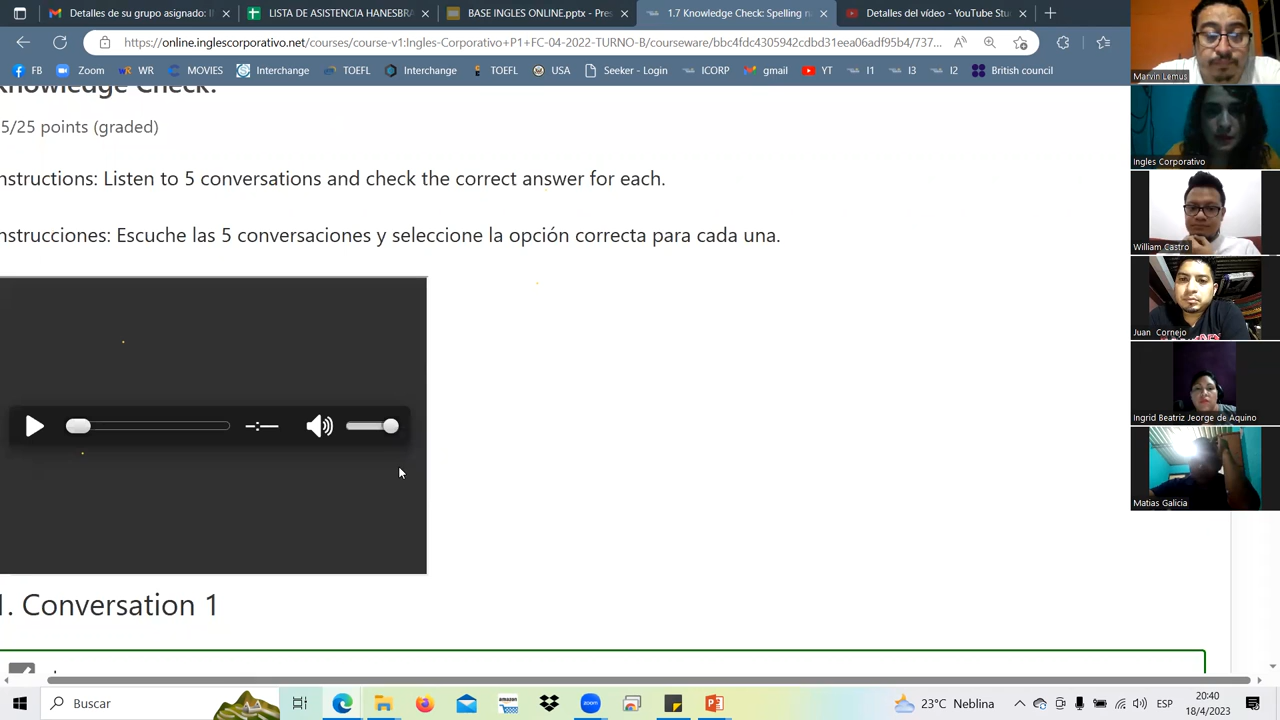 Detalles de su grupo asignado: I
LISTA DE ASISTENCIA HANESBRA
BASE INGLES ONLINE.pptx - Pres
1.7 Knowledge Check: Spelling ru
Detalles del vídeo - YouTube Stu
https://online.inglescorporativo.net/courses/course-v1:Ingles-Corporativo+P1+FC-04-2022-TURNO-B/courseware/bbc4fdc4305942cdbd31eea06adf95b4/737...
FB
Zoom
WR
MOVIES
Interchange
TOEFL
Interchange
TOEFL
USA
Seeker - Login
ICORP
gmail
YT
I1
I3
I2
British council
Knowledge Check:
5/25 points (graded)
nstructions: Listen to 5 conversations and check the correct answer for each.
nstrucciones: Escuche las 5 conversaciones y seleccione la opción correcta para cada una.
-:--
1. Conversation 1
Marvin Lemus
Ingles Corporativo
William Castro
Juan Cornejo
Ingrid Beatriz Jeorge de Aquino
Matias Galicia
Buscar
23°C Neblina
ESP
20:40
18/4/2023